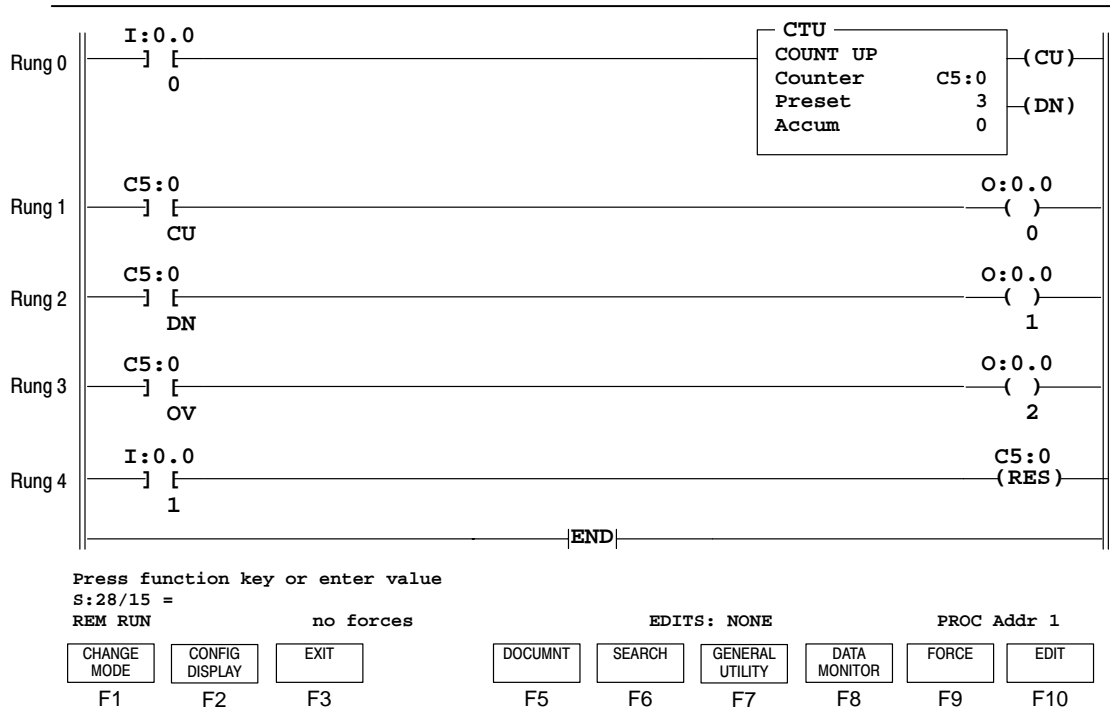 CTU
I:0.0
COUNT UP
Rung 0 ] [ (CU)
Counter C5:0
0
Preset 3 (DN)
Accum 0
C5:0 O:0.0
Rung 1 ] [ ( )
CU 0
C5:0 O:0.0
Rung 2 ] [ ( )
DN 1
C5:0 O:0.0
Rung 3 ] [ ( )
OV 2
I:0.0 C5:0
Rung 4 ] [ (RES)
1
END
Press function key or enter value
S:28/15 =
REM RUN no forces EDITS: NONE PROC Addr 1
CHANGE MODE CONFIG DISPLAY EXIT DOCUMNT SEARCH GENERAL UTILITY DATA MONITOR FORCE EDIT
F1 F2 F3 F5 F6 F7 F8 F9 F10